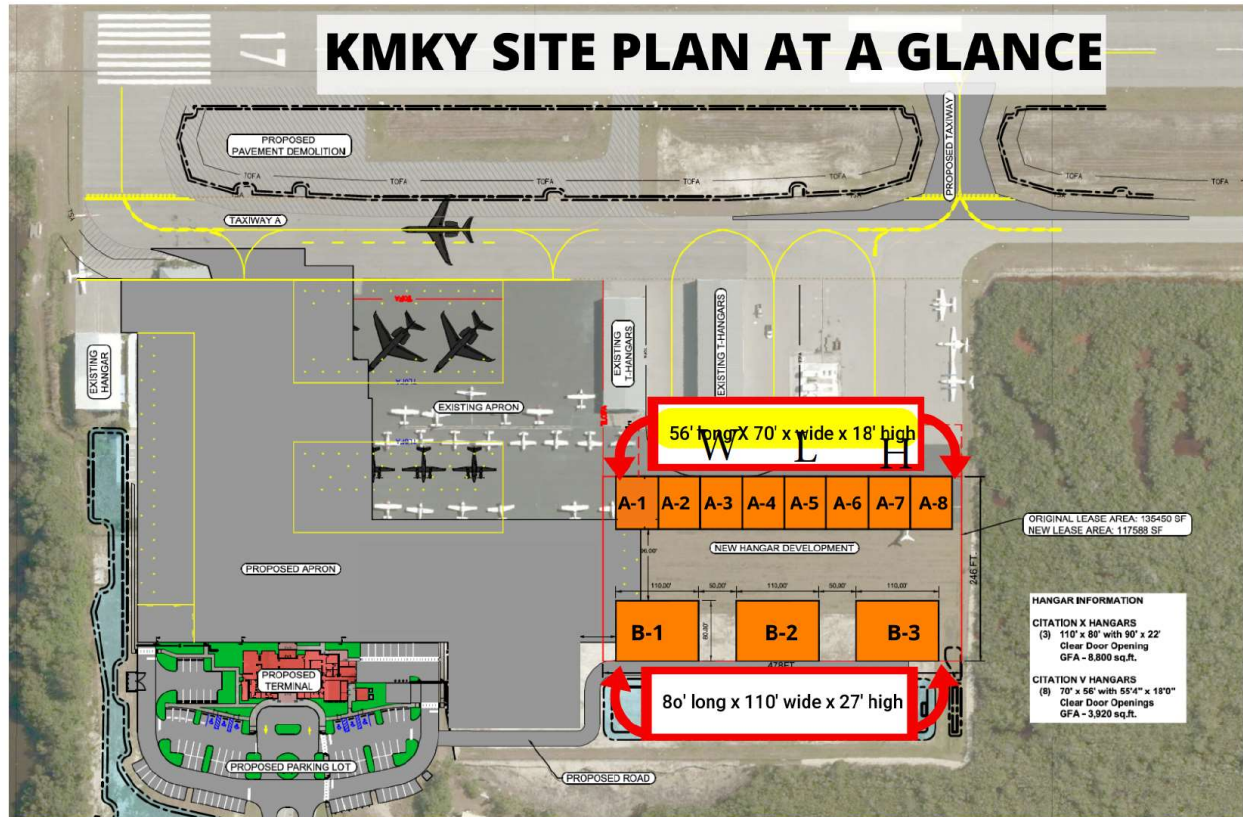 KMKY SITE PLAN AT A GLANCE
17
PROPOSED
PAVEMENT DEMOLITION
PROPOSED TAXIWAY
TOFA
TOFA
TOFA
TOFA
TOFA
TOFA
TAXIWAY A
EXISTING
HANGAR
EXISTING
T-HANGARS
EXISTING T-HANGARS
EXISTING APRON
56' long X 70' x wide x 18' high
W L H
A-1 A-2 A-3 A-4 A-5 A-6 A-7 A-8
ORIGINAL LEASE AREA: 135450 SF
NEW LEASE AREA: 117588 SF
NEW HANGAR DEVELOPMENT
PROPOSED APRON
246 FT
110.00' 50.00' 110.00' 50.00' 110.00'
80.00'
B-1 B-2 B-3
478FT
HANGAR INFORMATION
CITATION X HANGARS
(3) 110' x 80' with 90' x 22'
Clear Door Opening
GFA - 8,800 sq.ft.
CITATION V HANGARS
(8) 70' x 56' with 55'4" x 18'0"
Clear Door Openings
GFA - 3,920 sq.ft.
8o' long x 110' wide x 27' high
PROPOSED
TERMINAL
PROPOSED PARKING LOT
PROPOSED ROAD